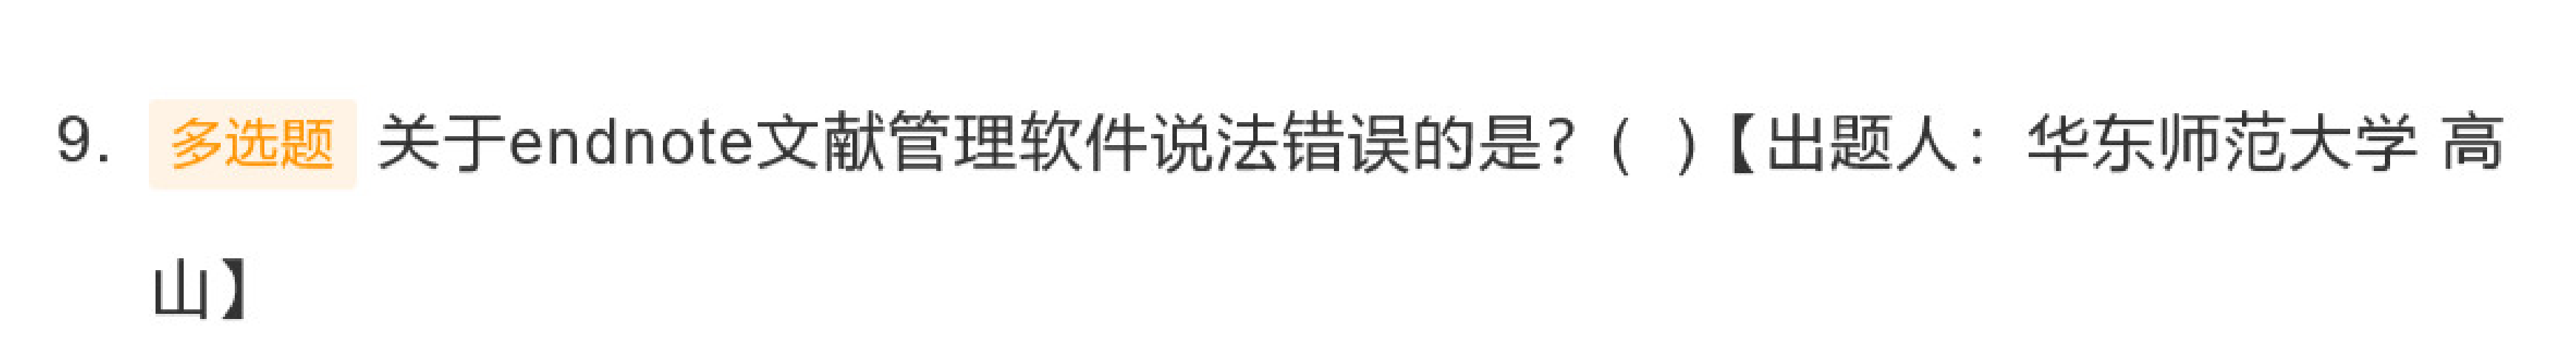 9. 多选题 关于endnote文献管理软件说法错误的是？（ ）【出题人：华东师范大学 高
山】